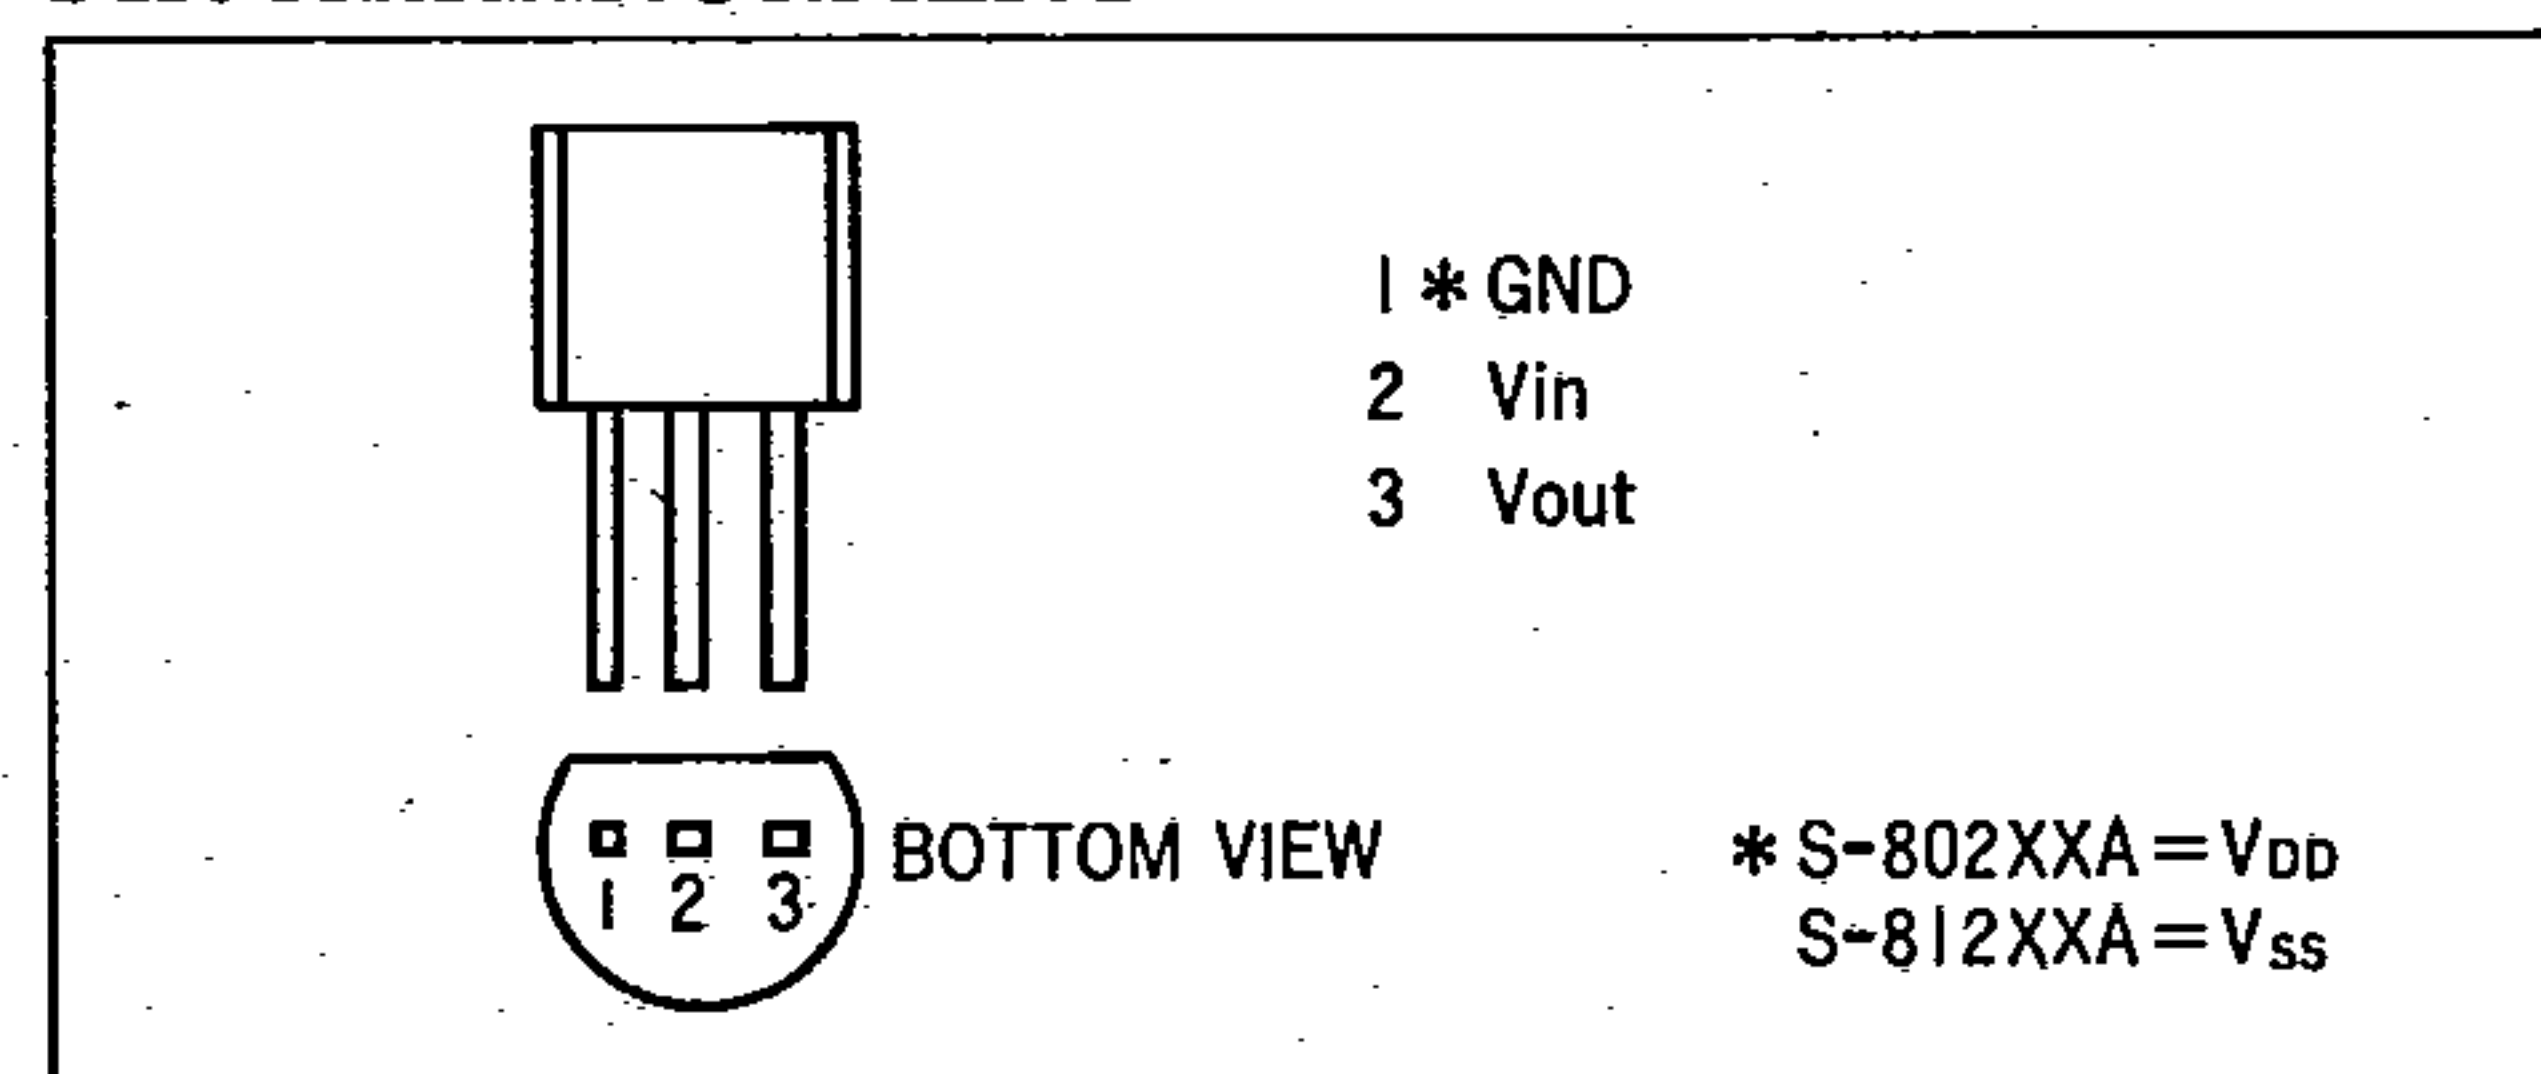 1 * GND
2 Vin
3 Vout
1 2 3
BOTTOM VIEW
* S-802XXA = VDD
S-812XXA = VSS